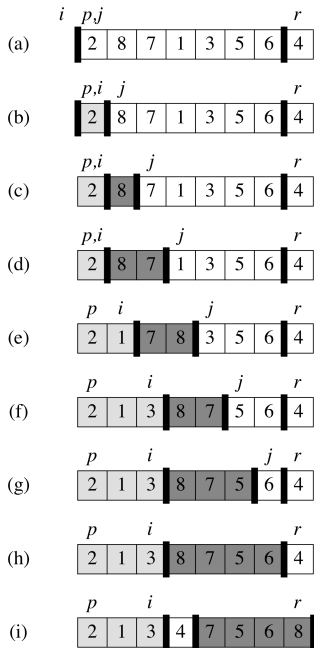 i p,j r
(a) 2 8 7 1 3 5 6 4
p,i j r
(b) 2 8 7 1 3 5 6 4
p,i j r
(c) 2 8 7 1 3 5 6 4
p,i j r
(d) 2 8 7 1 3 5 6 4
p i j r
(e) 2 1 7 8 3 5 6 4
p i j r
(f) 2 1 3 8 7 5 6 4
p i j r
(g) 2 1 3 8 7 5 6 4
p i r
(h) 2 1 3 8 7 5 6 4
p i r
(i) 2 1 3 4 7 5 6 8